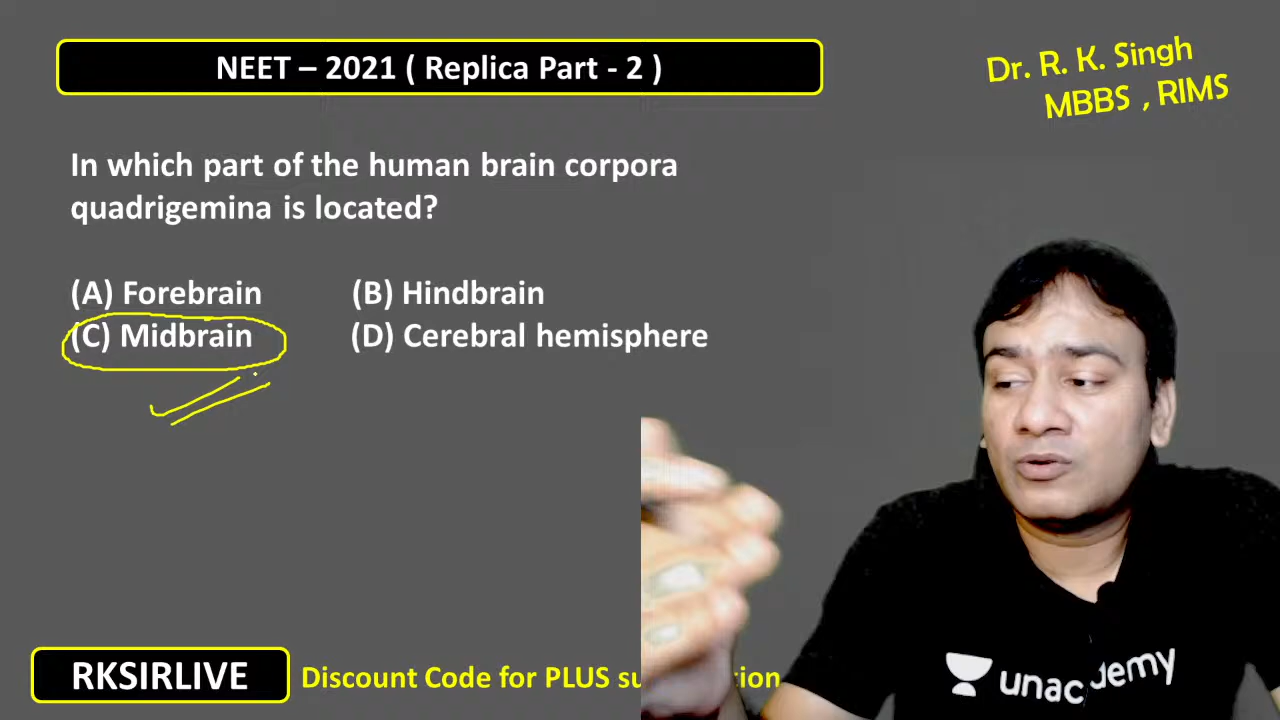 NEET – 2021 ( Replica Part - 2 )
Dr. R. K. Singh
MBBS , RIMS
In which part of the human brain corpora
quadrigemina is located?
(A) Forebrain (B) Hindbrain
(C) Midbrain (D) Cerebral hemisphere
RKSIRLIVE Discount Code for PLUS
unacademy